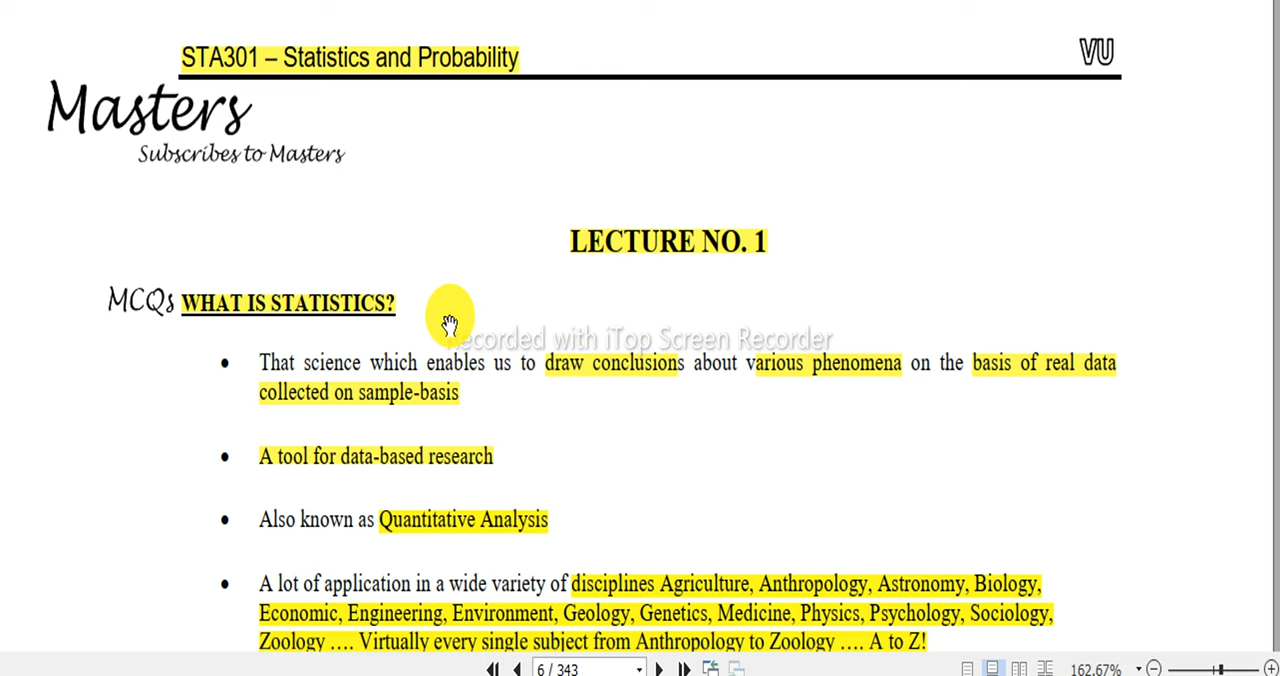 STA301 – Statistics and Probability
VU
Masters
Subscribes to Masters
LECTURE NO. 1
MCQs WHAT IS STATISTICS?
Recorded with iTop Screen Recorder
• That science which enables us to draw conclusions about various phenomena on the basis of real data
collected on sample-basis
• A tool for data-based research
• Also known as Quantitative Analysis
• A lot of application in a wide variety of disciplines Agriculture, Anthropology, Astronomy, Biology,
Economic, Engineering, Environment, Geology, Genetics, Medicine, Physics, Psychology, Sociology,
Zoology …. Virtually every single subject from Anthropology to Zoology …. A to Z!
6 / 343
162.67%